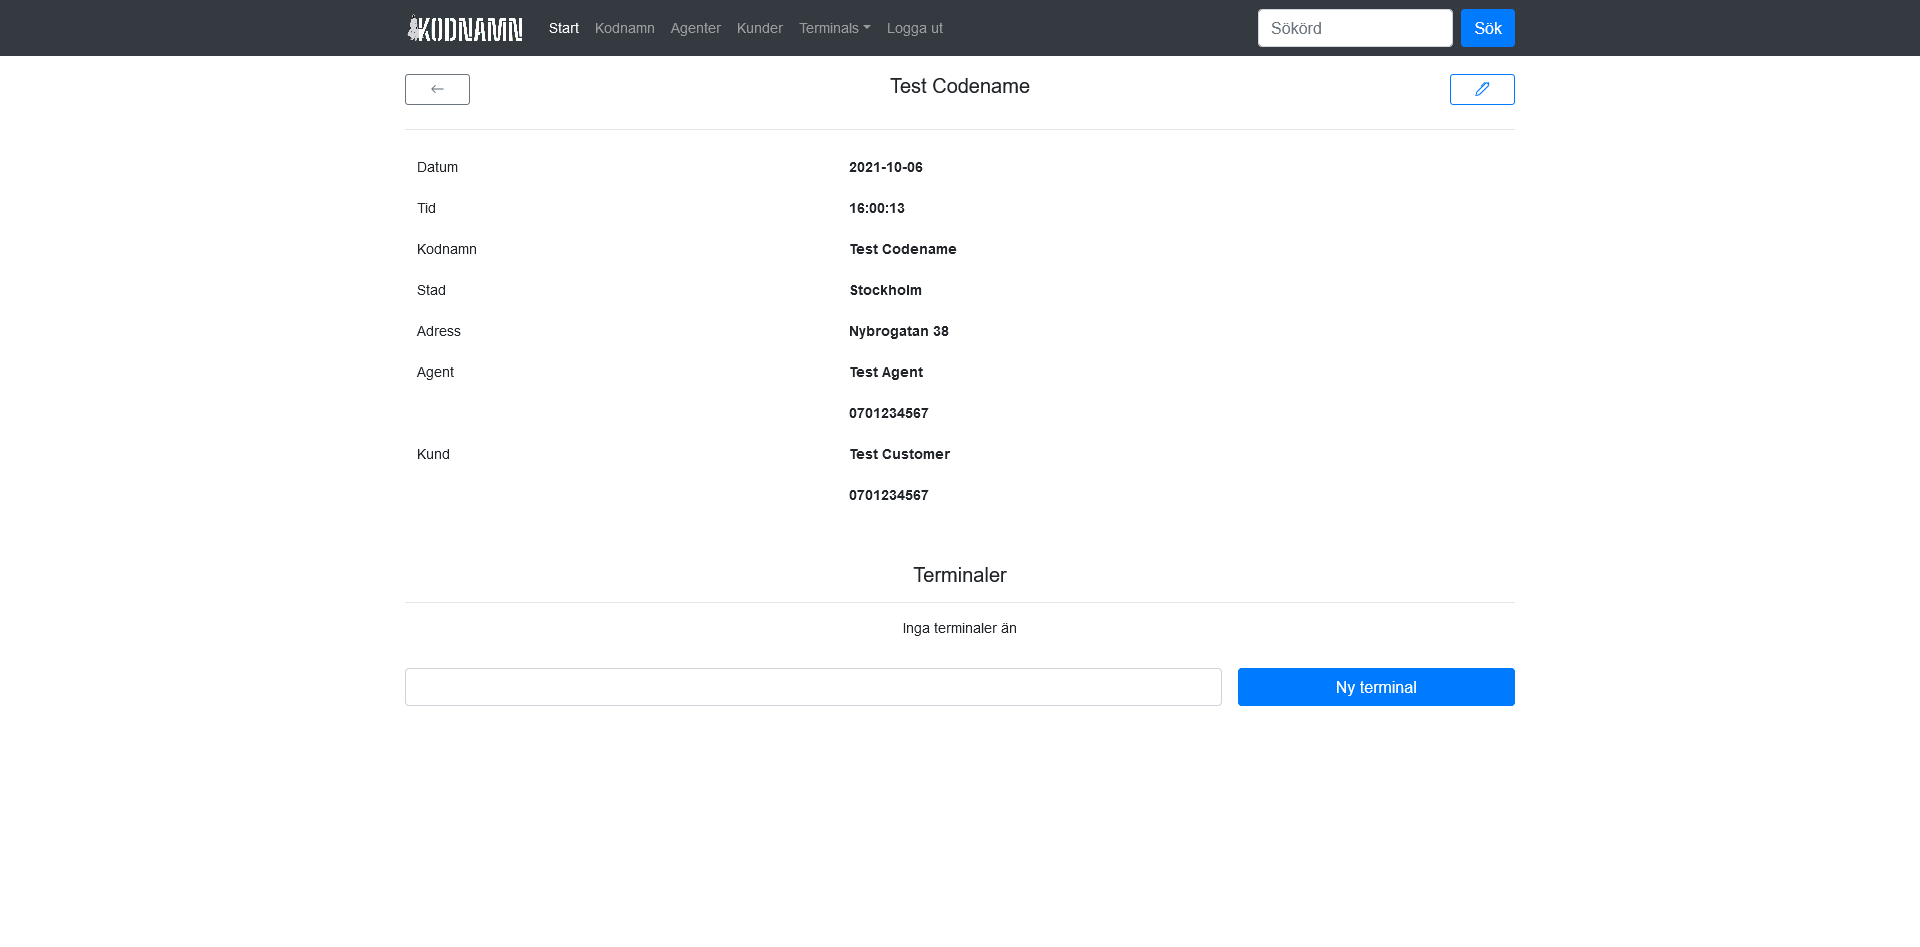 KODNAMN Start Kodnamn Agenter Kunder Terminals Logga ut Sökörd Sök
Test Codename
Datum 2021-10-06
Tid 16:00:13
Kodnamn Test Codename
Stad Stockholm
Adress Nybrogatan 38
Agent Test Agent
0701234567
Kund Test Customer
0701234567
Terminaler
Inga terminaler än
Ny terminal